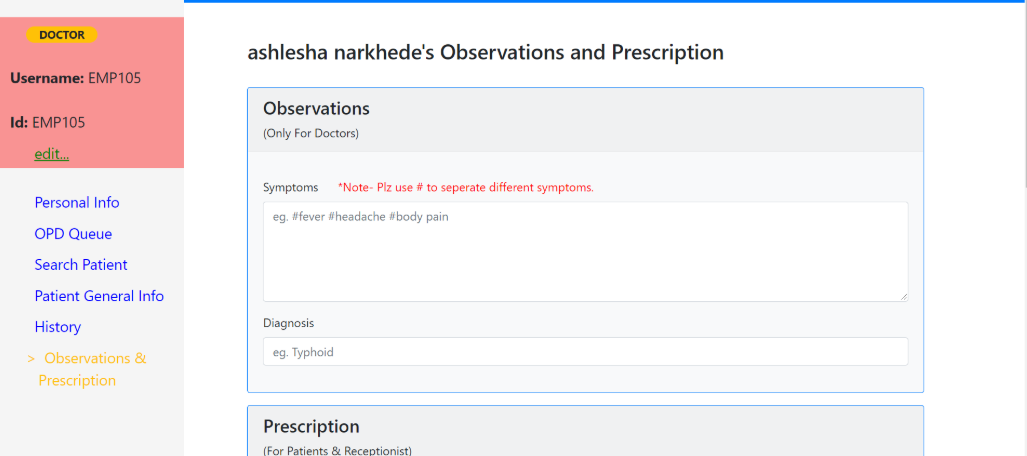 DOCTOR
Username: EMP105
Id: EMP105
edit...
Personal Info
OPD Queue
Search Patient
Patient General Info
History
> Observations &
Prescription
ashlesha narkhede's Observations and Prescription
Observations
(Only For Doctors)
Symptoms *Note- Plz use # to seperate different symptoms.
eg. #fever #headache #body pain
Diagnosis
eg. Typhoid
Prescription
(For Patients & Receptionist)